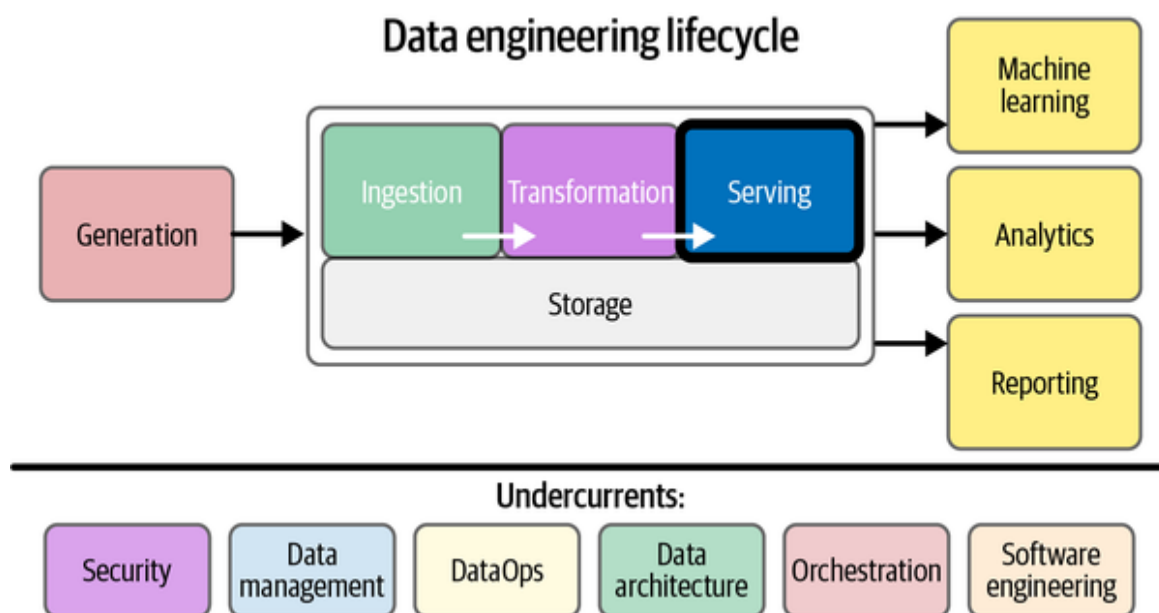 Data engineering lifecycle
Generation
Ingestion
Transformation
Serving
Storage
Machine
learning
Analytics
Reporting
Undercurrents:
Security
Data
management
DataOps
Data
architecture
Orchestration
Software
engineering